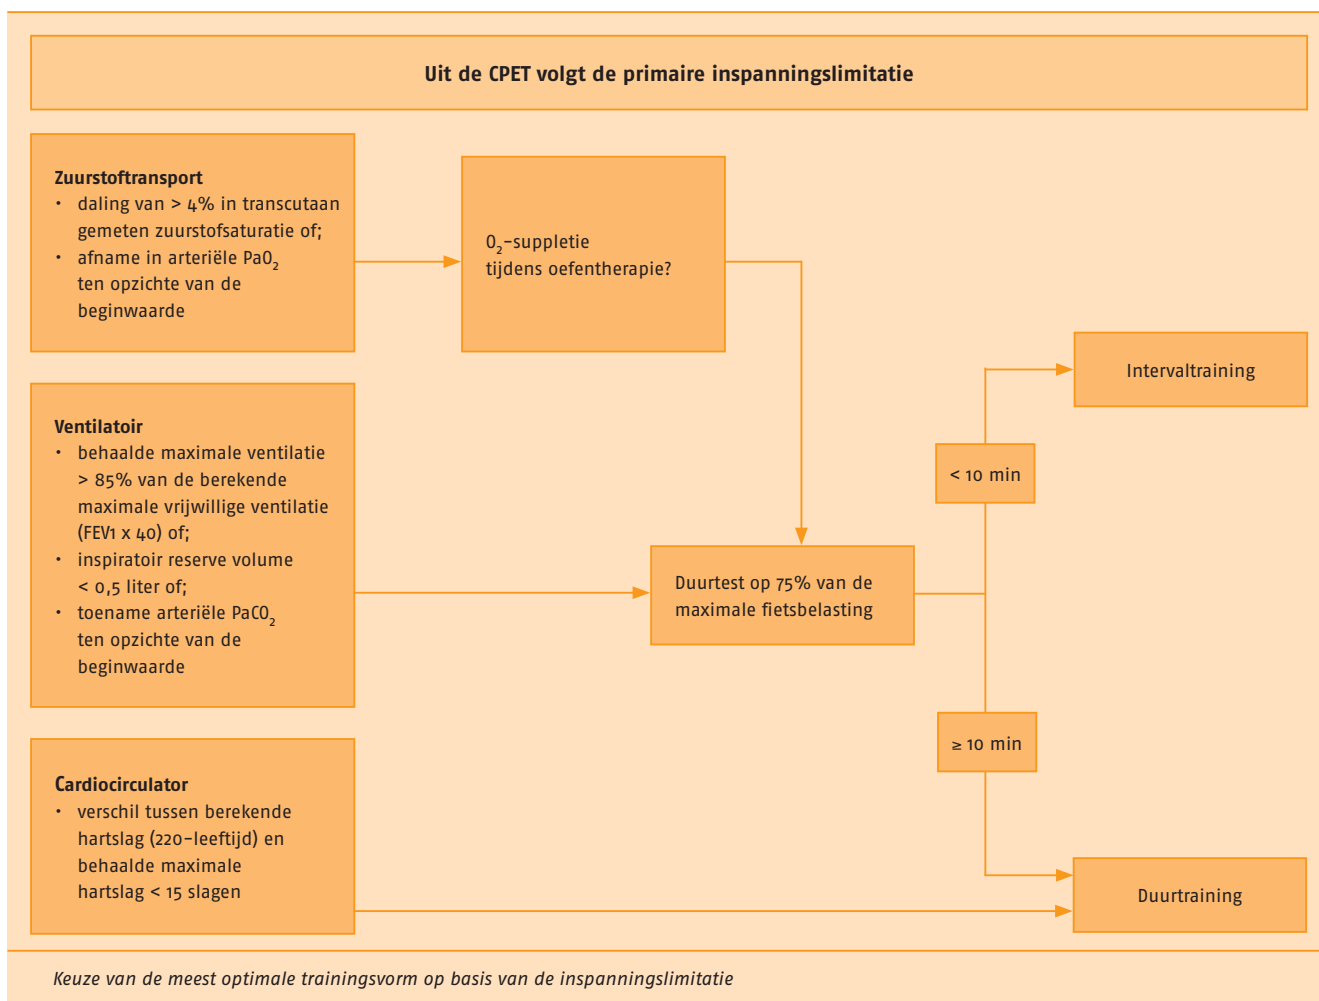 Uit de CPET volgt de primaire inspanningslimitatie
Zuurstoftransport
• daling van > 4% in transcutaan
gemeten zuurstofsaturatie of;
• afname in arteriële PaO₂
ten opzichte van de
beginwaarde
O₂-suppletie
tijdens oefentherapie?
Intervaltraining
Ventilatoir
• behaalde maximale ventilatie
> 85% van de berekende
maximale vrijwillige ventilatie
(FEV1 x 40) of;
• inspiratoir reserve volume
< 0,5 liter of;
• toename arteriële PaCO₂
ten opzichte van de
beginwaarde
< 10 min
Duurtest op 75% van de
maximale fietsbelasting
≥ 10 min
Cardiocirculator
• verschil tussen berekende
hartslag (220-leeftijd) en
behaalde maximale
hartslag < 15 slagen
Duurtraining
Keuze van de meest optimale trainingsvorm op basis van de inspanningslimitatie